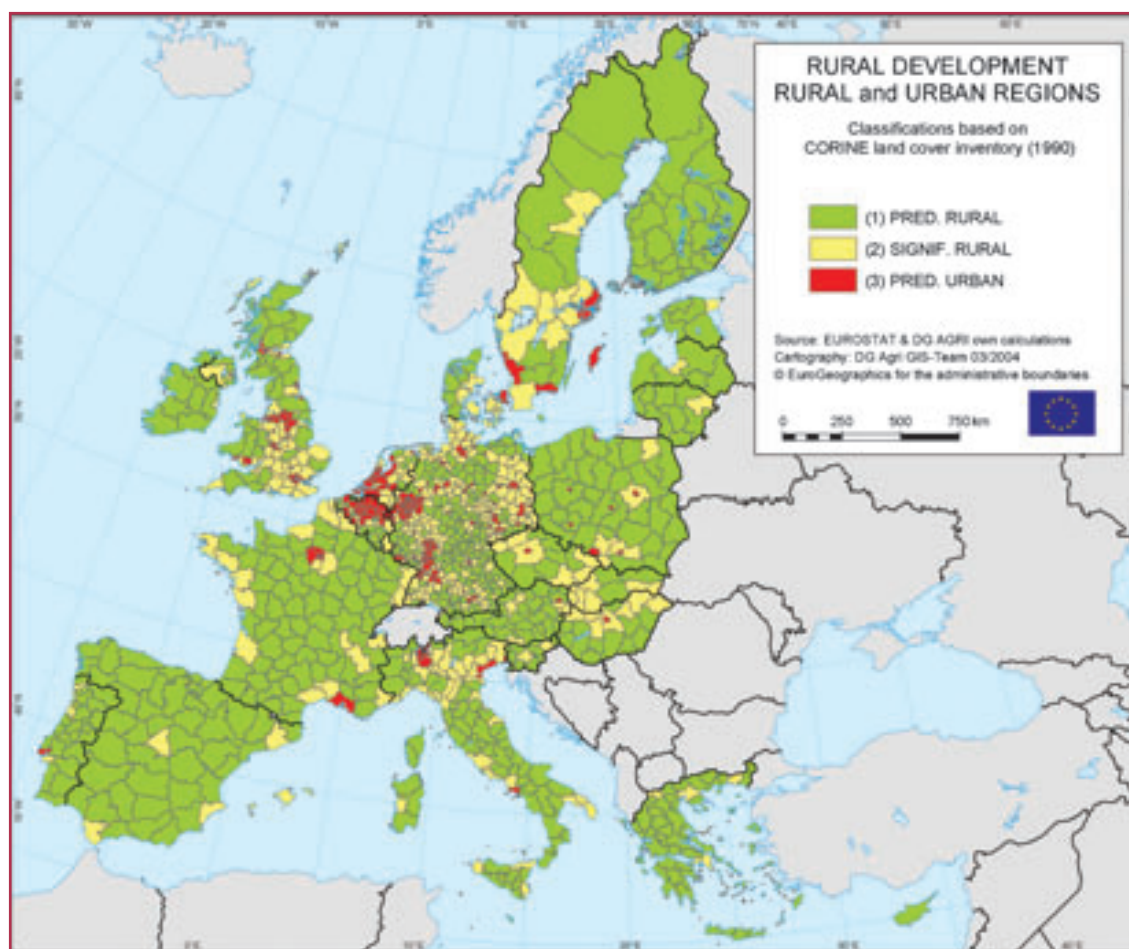 RURAL DEVELOPMENT
RURAL and URBAN REGIONS
Classifications based on
CORINE land cover inventory (1990)
(1) PRED. RURAL
(2) SIGNIF. RURAL
(3) PRED. URBAN
Source: EUROSTAT & DG AGRII own calculations
Cartography: DG Agri GIS-Team 03/2004
© EuroGeographics for the administrative boundaries
0 250 500 750 km